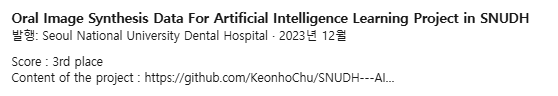 Oral Image Synthesis Data For Artificial Intelligence Learning Project in SNUDH
발행: Seoul National University Dental Hospital · 2023년 12월
Score : 3rd place
Content of the project : https://github.com/KeonhoChu/SNUDH---AI...